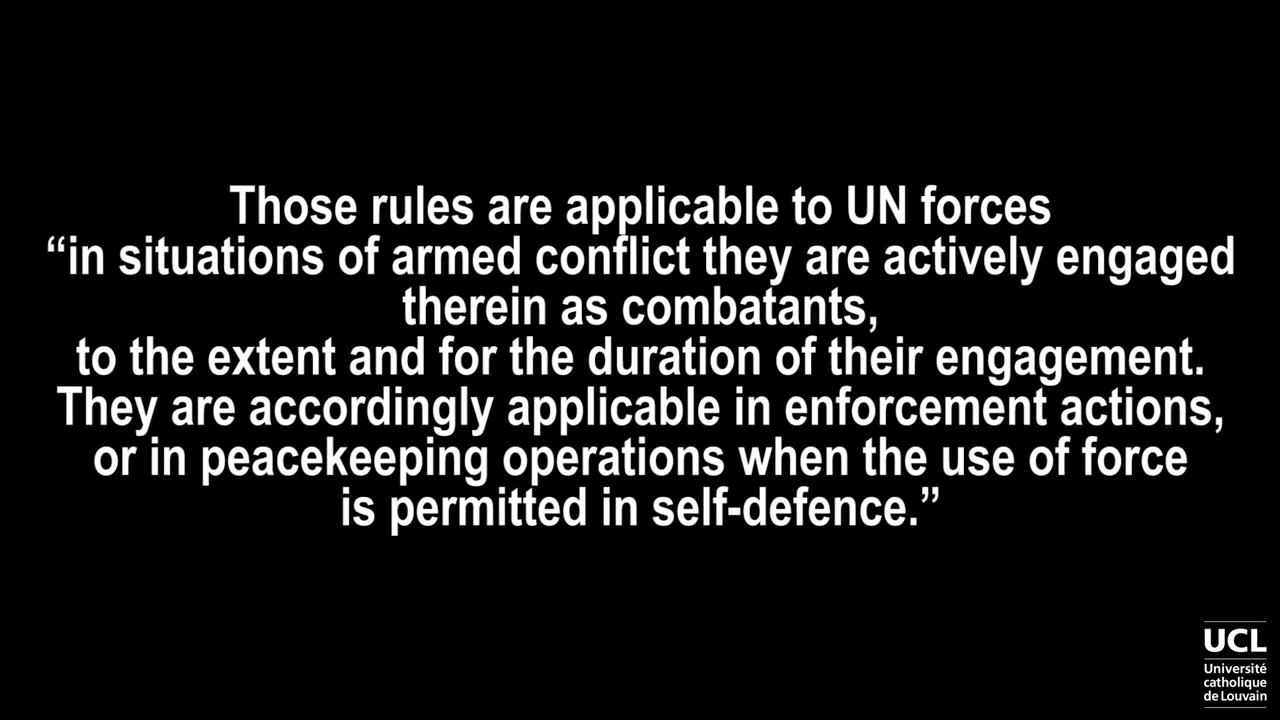 Those rules are applicable to UN forces
“in situations of armed conflict they are actively engaged
therein as combatants,
to the extent and for the duration of their engagement.
They are accordingly applicable in enforcement actions,
or in peacekeeping operations when the use of force
is permitted in self-defence.”
UCL
Université
catholique
de Louvain